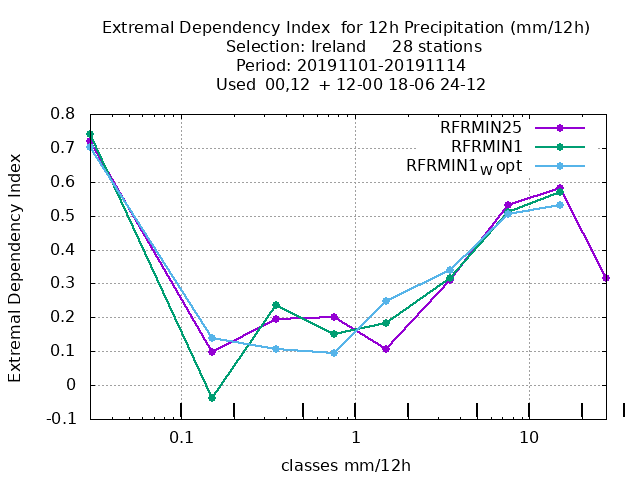 Extremal Dependency Index  for 12h Precipitation (mm/12h)
Selection: Ireland     28 stations
Period: 20191101-20191114
Used  00,12  + 12-00 18-06 24-12
RFRMIN25
RFRMIN1
RFRMIN1_W opt
Extremal Dependency Index
0.8
0.7
0.6
0.5
0.4
0.3
0.2
0.1
0
-0.1
0.1 1 10
classes mm/12h